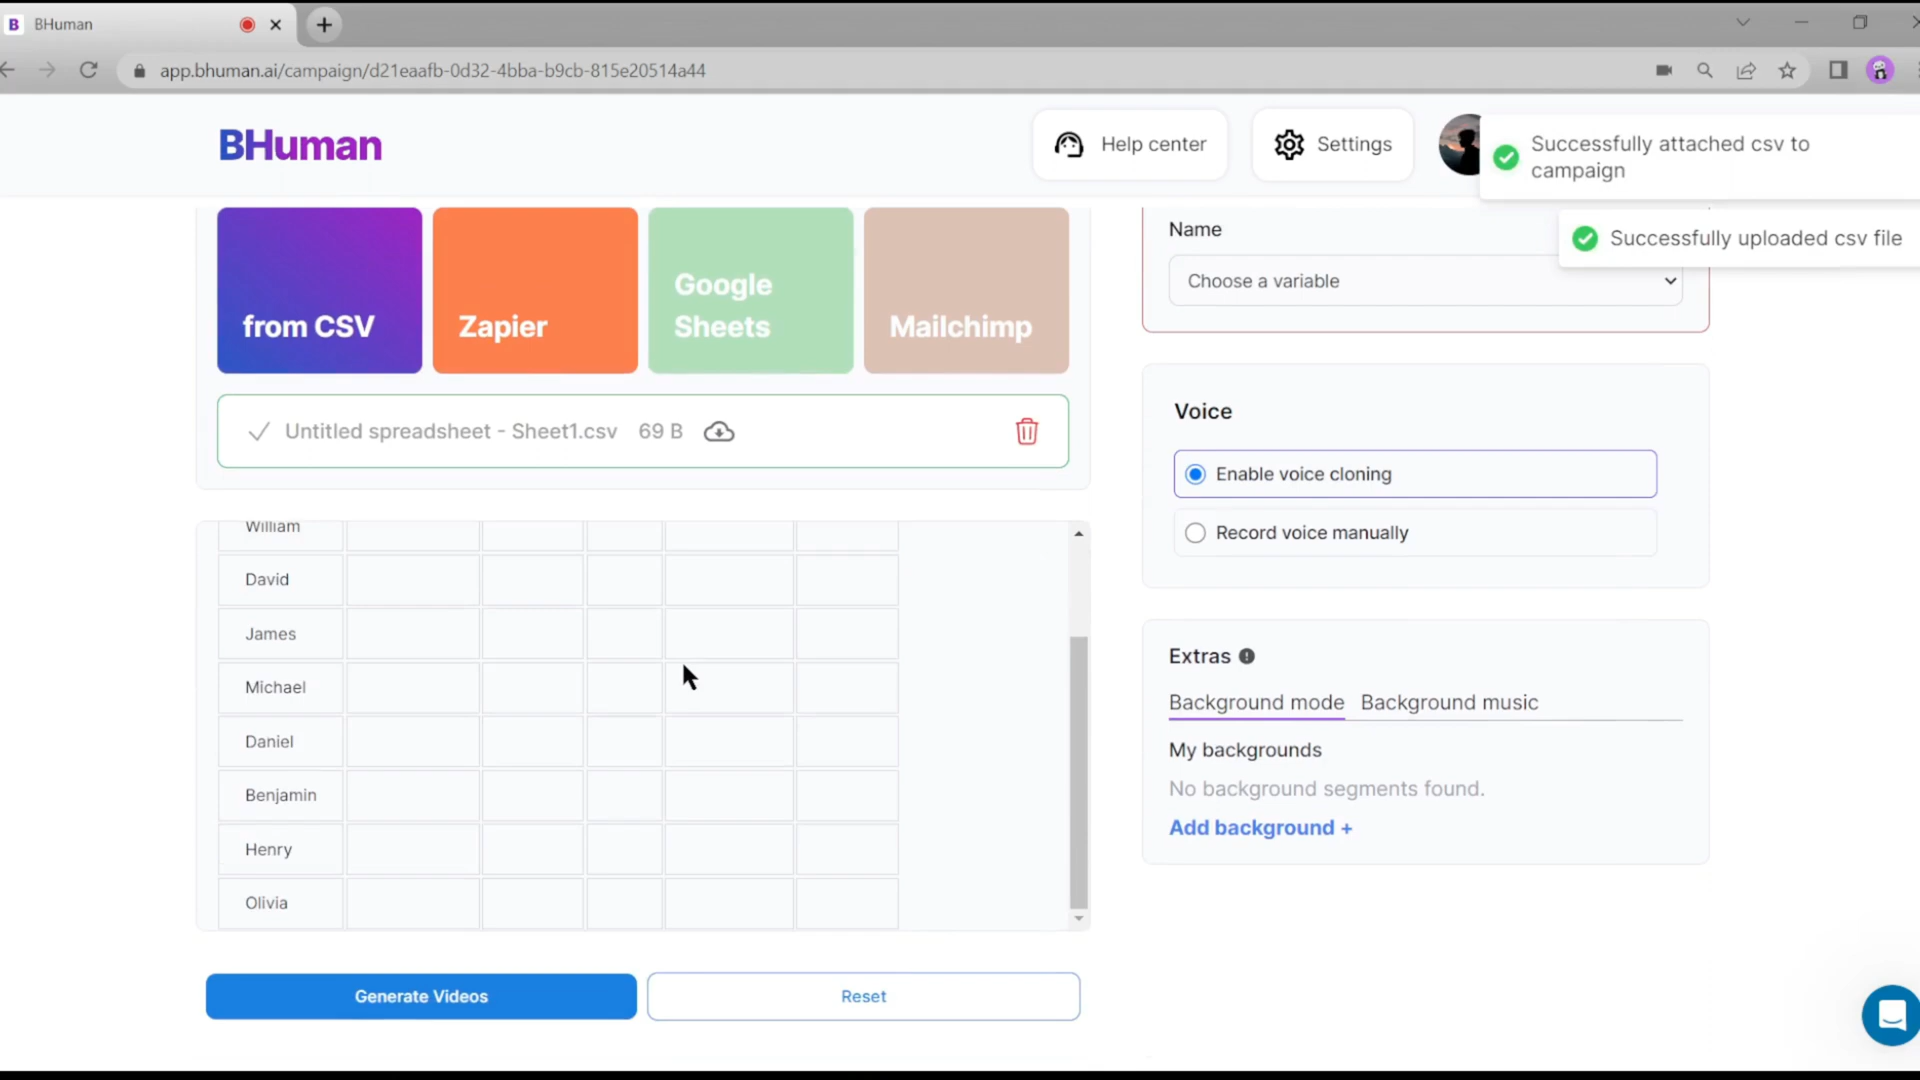 BHuman
app.bhuman.ai/campaign/d21eaafb-0d32-4bba-b9cb-815e20514a44
BHuman
Help center
Settings
Successfully attached csv to
campaign
Successfully uploaded csv file
from CSV
Zapier
Google
Sheets
Mailchimp
Untitled spreadsheet - Sheet1.csv 69 B
William
David
James
Michael
Daniel
Benjamin
Henry
Olivia
Generate Videos
Reset
Name
Choose a variable
Voice
Enable voice cloning
Record voice manually
Extras
Background mode Background music
My backgrounds
No background segments found.
Add background +